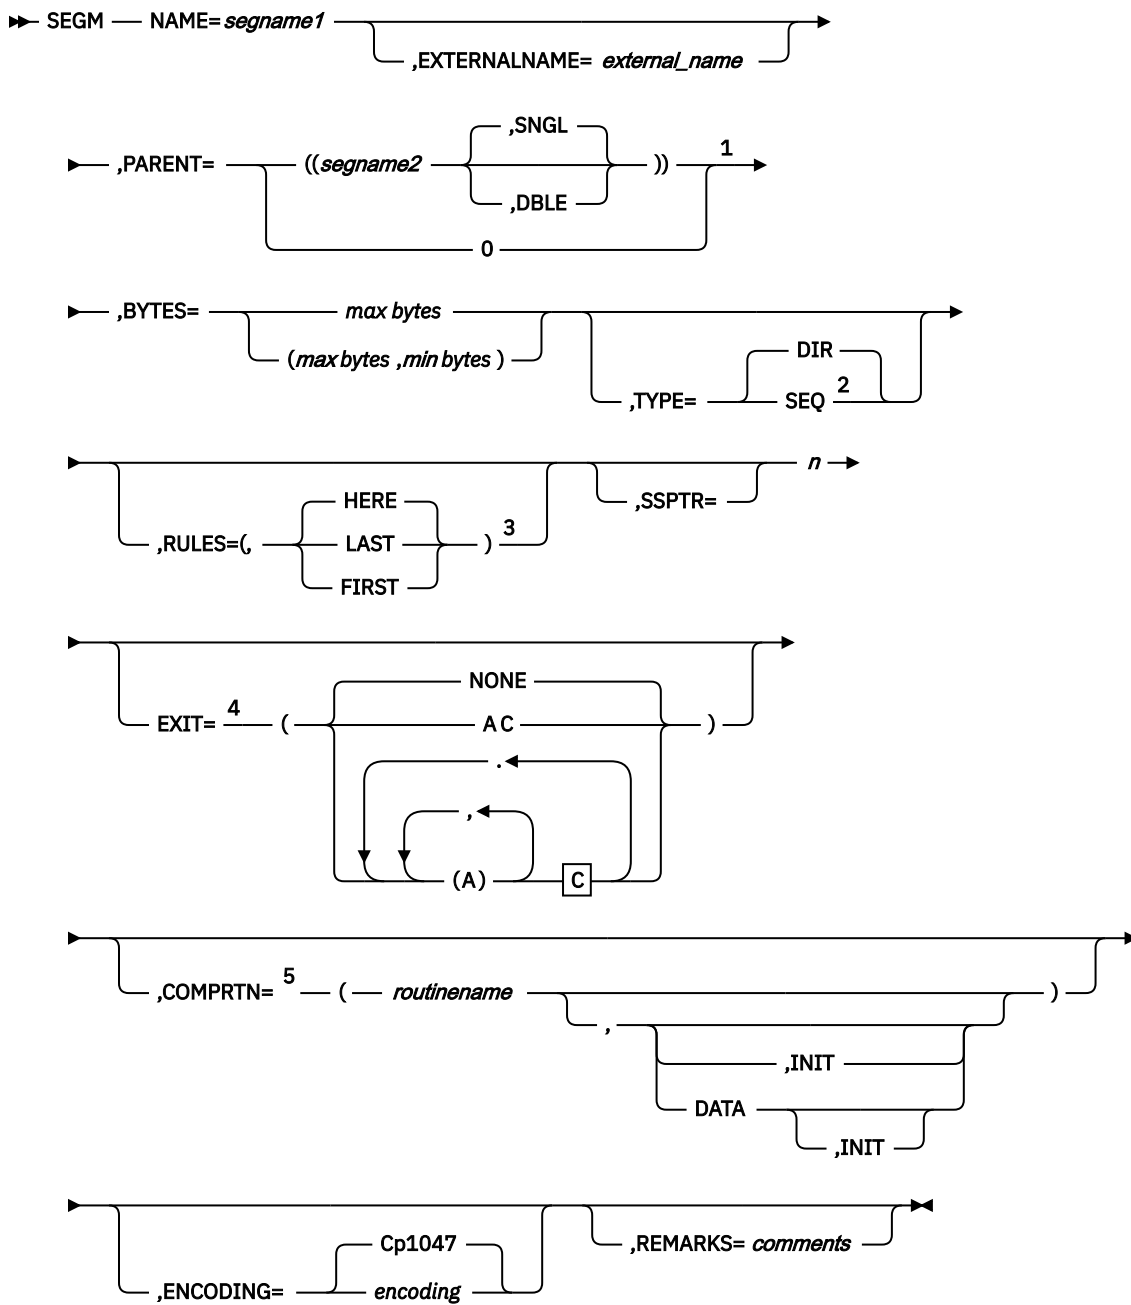 SEGM NAME= segname1
,EXTERNALNAME= external_name
,SNGL
,PARENT= ((segname2 )) 1
,DBLE
0
,BYTES= max bytes
(max bytes ,min bytes )
DIR
,TYPE= SEQ 2
n
HERE
,SSPTR=
,RULES=(, LAST ) 3
FIRST
NONE
EXIT= 4 ( A C )
.
,
(A) C
,COMPRTN= 5 ( routinename )
,
,INIT
DATA
,INIT
Cp1047
,REMARKS= comments
,ENCODING= encoding